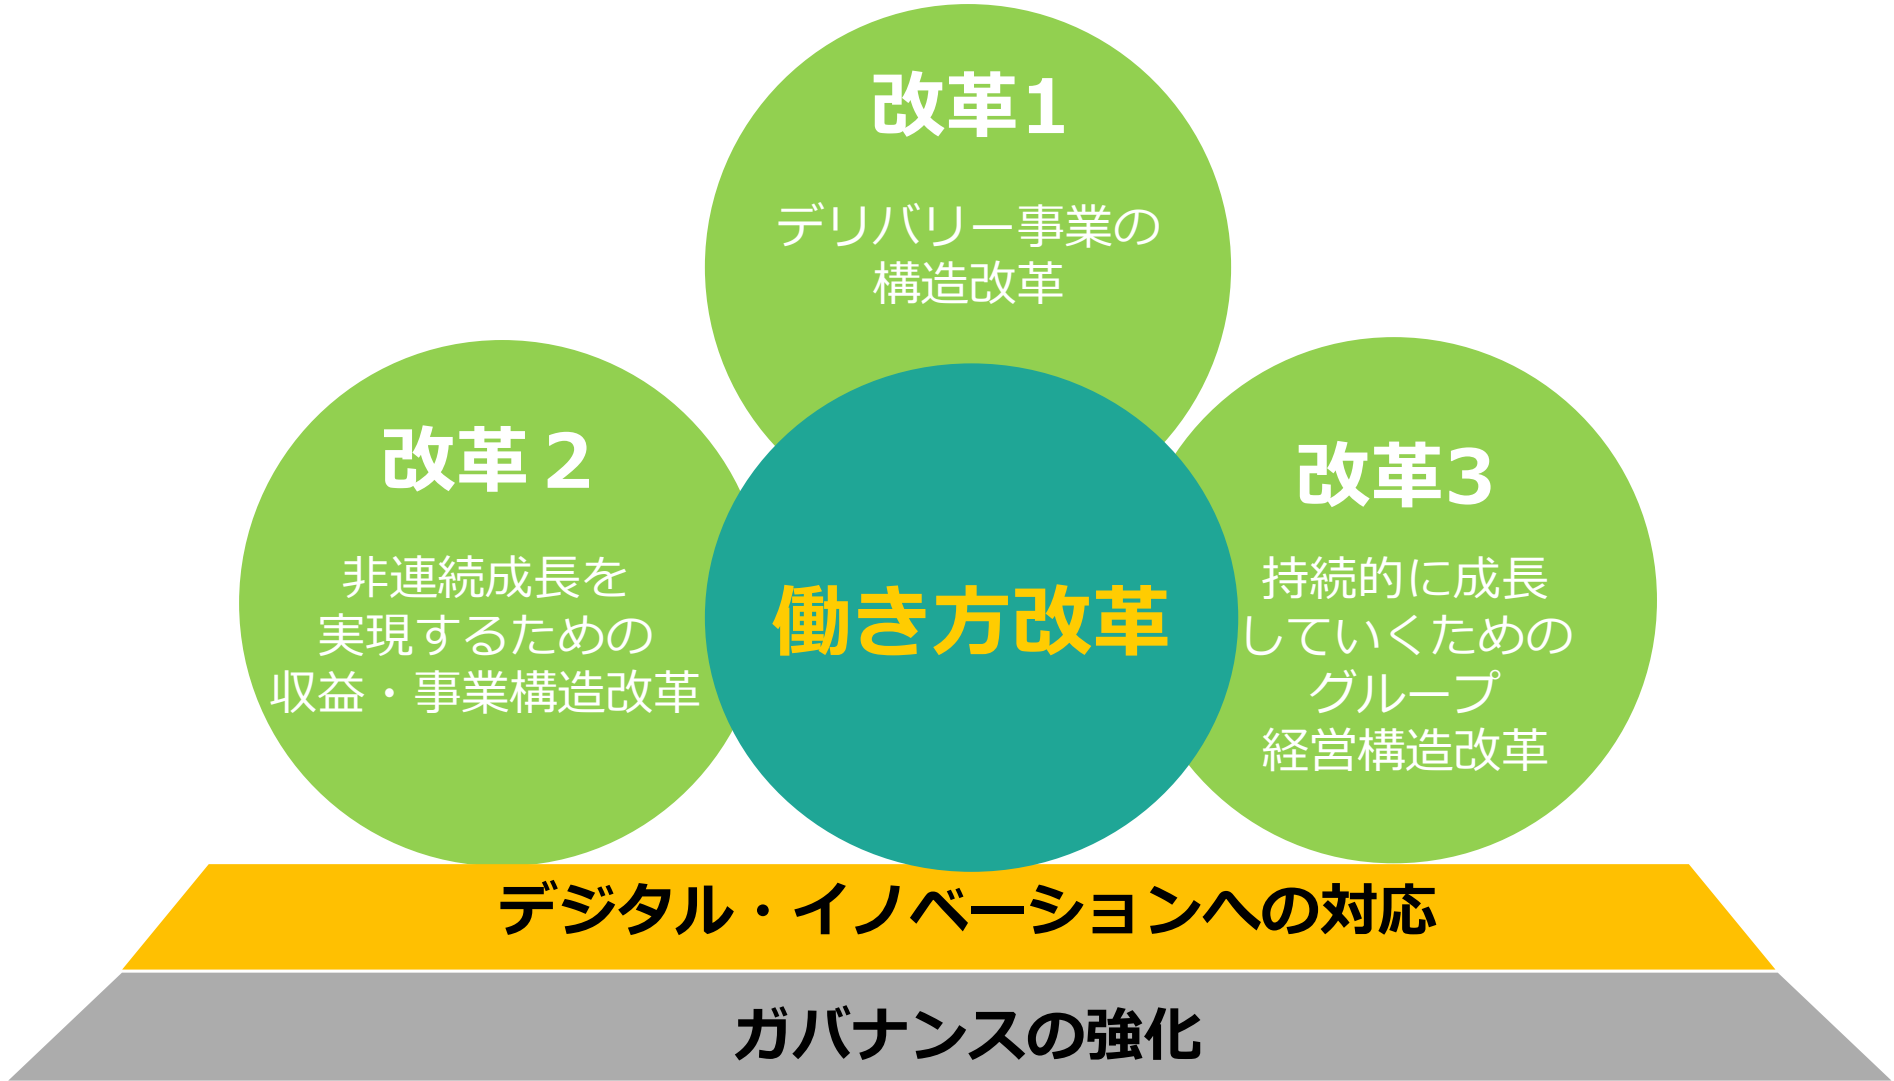 改革1
デリバリー事業の
構造改革
改革２
非連続成長を
実現するための
収益・事業構造改革
働き方改革
改革3
持続的に成長
していくための
グループ
経営構造改革
デジタル・イノベーションへの対応
ガバナンスの強化